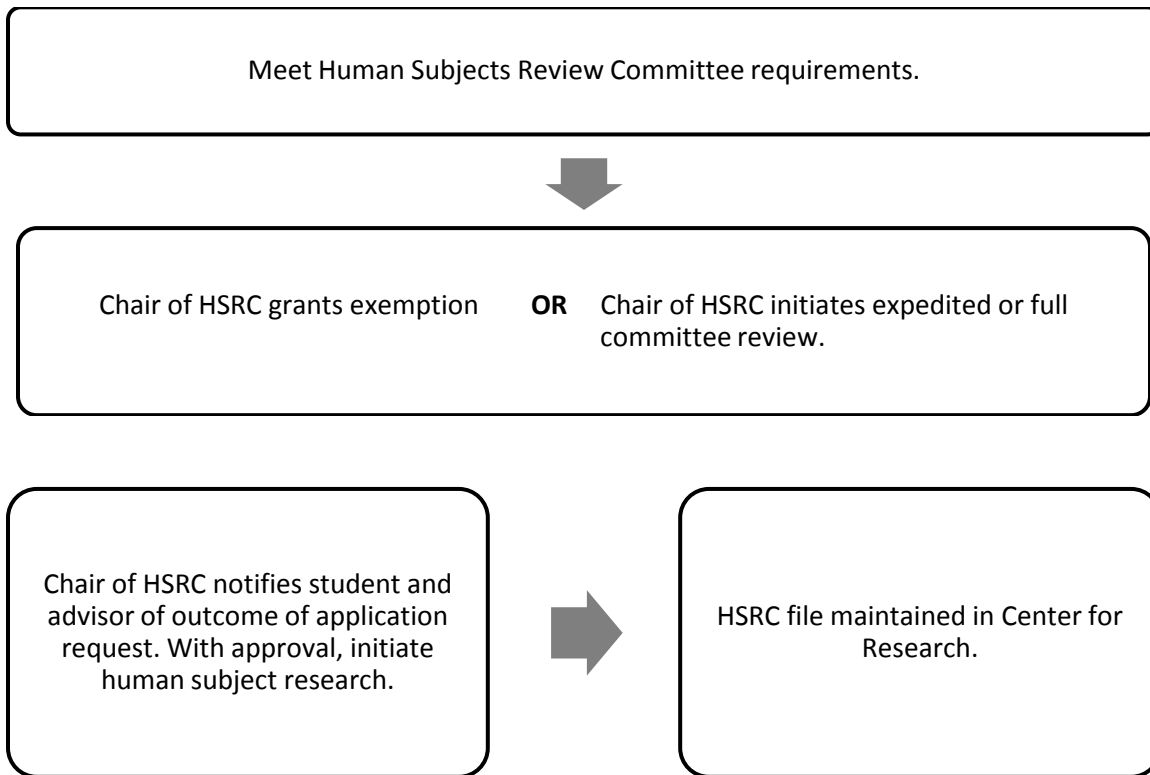 Meet Human Subjects Review Committee requirements.
Chair of HSRC grants exemption OR Chair of HSRC initiates expedited or full
committee review.
Chair of HSRC notifies student and
advisor of outcome of application
request. With approval, initiate
human subject research.
HSRC file maintained in Center for
Research.